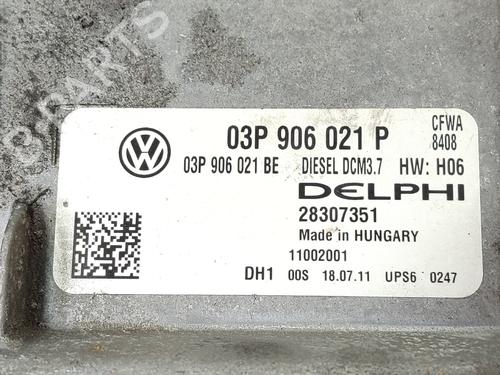 B-PARTS
03P 906 021 P
CFWA
8408
03P 906 021 BE DIESEL DCM3.7 HW: H06
DELPHI
28307351
Made in HUNGARY
11002001
DH1 00S 18.07.11 UPS6 0247